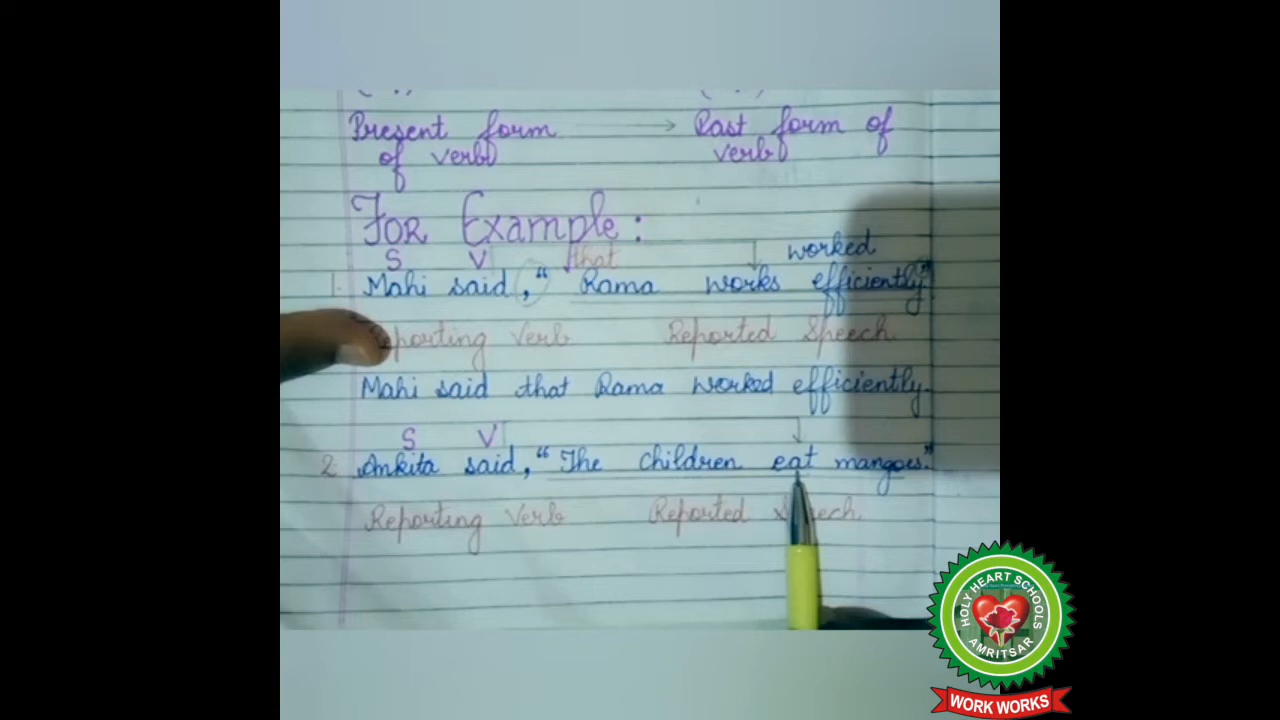 Present form → Past form of
of verb verb
FOR Example:
S V that worked
1. Mahi said, " Rama works efficiently"
Reporting Verb Reported Speech
Mahi said that Rama worked efficiently.
S V
2 Ankita said, "The children eat mangoes."
Reporting Verb Reported Speech
HOLY HEART SCHOOLS
AMRITSAR
WORK WORKS